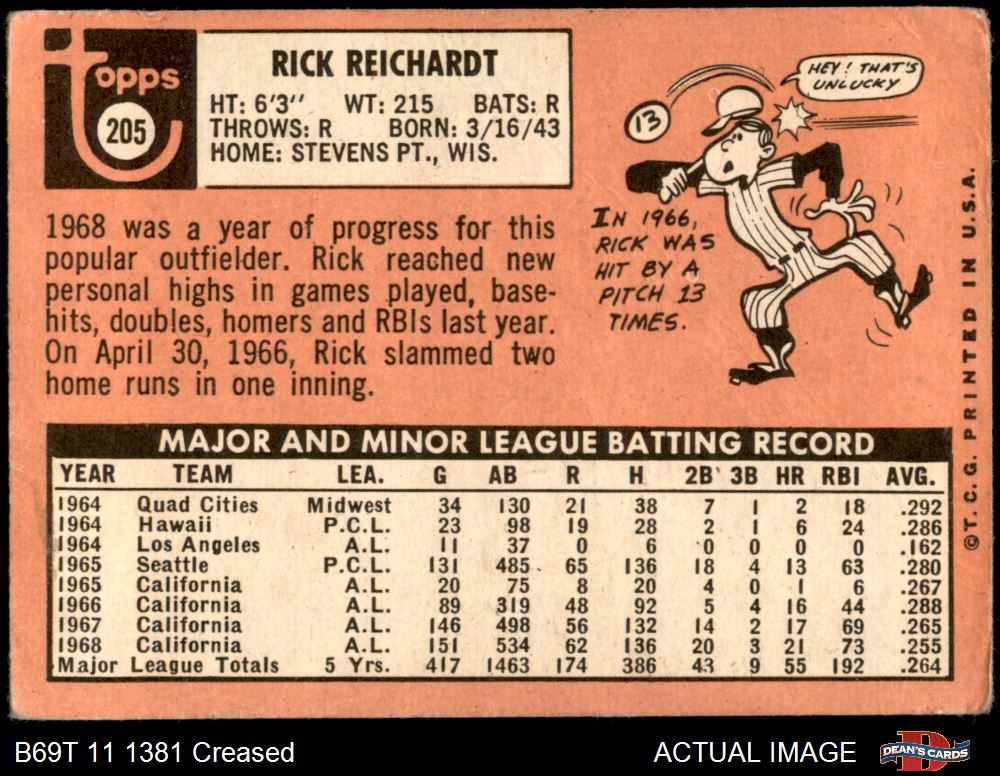 Topps
205
RICK REICHARDT
HT: 6'3" WT: 215 BATS: R
THROWS: R BORN: 3/16/43
HOME: STEVENS PT., WIS.
1968 was a year of progress for this
popular outfielder. Rick reached new
personal highs in games played, base-
hits, doubles, homers and RBIs last year.
On April 30, 1966, Rick slammed two
home runs in one inning.
HEY! THAT'S
UNLUCKY
13
IN 1966,
RICK WAS
HIT BY A
PITCH 13
TIMES.
©T.C.G. PRINTED IN U.S.A.
MAJOR AND MINOR LEAGUE BATTING RECORD
YEAR TEAM LEA. G AB R H 2B 3B HR RBI AVG.
1964 Quad Cities Midwest 34 130 21 38 7 1 2 18 .292
1964 Hawaii P.C.L. 23 98 19 28 2 1 6 24 .286
1964 Los Angeles A.L. 11 37 0 6 0 0 0 0 .162
1965 Seattle P.C.L. 131 485 65 136 18 4 13 63 .280
1965 California A.L. 20 75 8 20 4 0 1 6 .267
1966 California A.L. 89 319 48 92 5 4 16 44 .288
1967 California A.L. 146 498 56 132 14 2 17 69 .265
1968 California A.L. 151 534 62 136 20 3 21 73 .255
Major League Totals 5 Yrs. 417 1463 174 386 43 9 55 192 .264
B69T 11 1381 Creased
ACTUAL IMAGE
DEAN'S CARDS